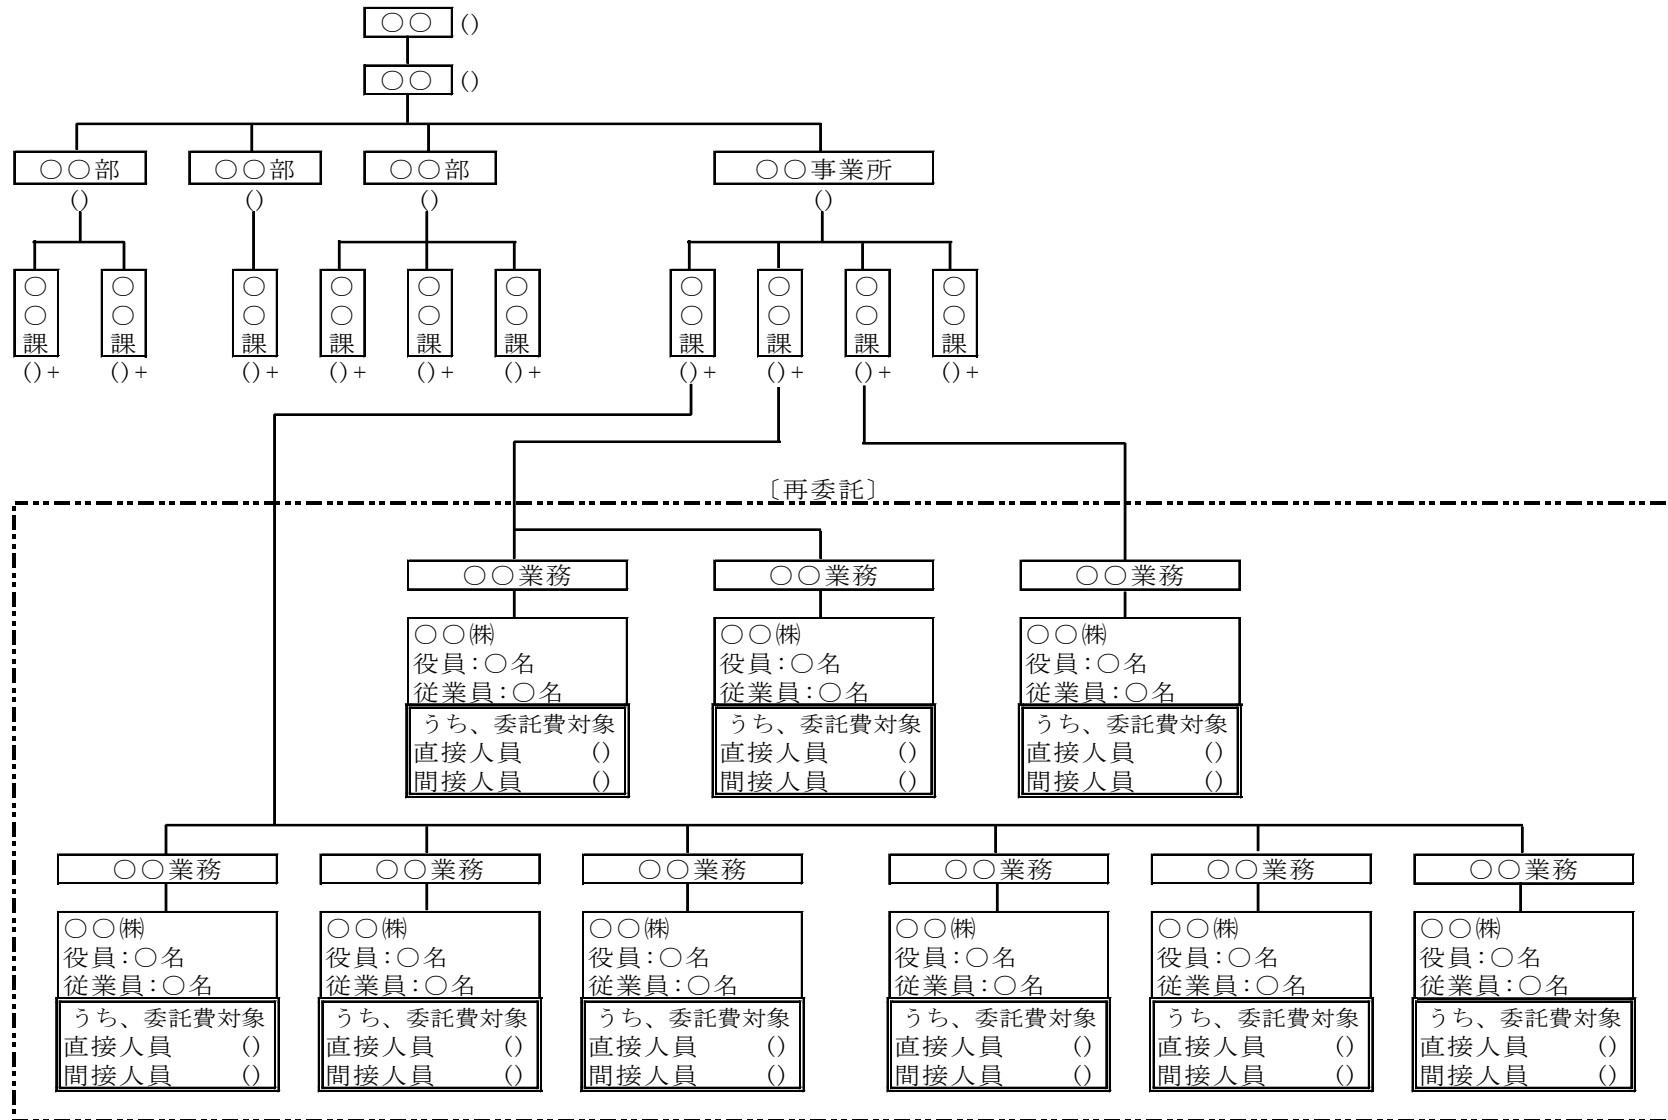 ○○ ()
○○ ()
○○部 ○○部 ○○部 ○○事業所
() () () ()
○○課 ○○課 ○○課 ○○課 ○○課 ○○課 ○○課 ○○課 ○○課 ○○課
()+ ()+ ()+ ()+ ()+ ()+ ()+ ()+ ()+ ()+
〔再委託〕
○○業務 ○○業務 ○○業務
○○㈱ ○○㈱ ○○㈱
役員:○名 役員:○名 役員:○名
従業員:○名 従業員:○名 従業員:○名
うち、委託費対象 うち、委託費対象 うち、委託費対象
直接人員 () 直接人員 () 直接人員 ()
間接人員 () 間接人員 () 間接人員 ()
○○業務 ○○業務 ○○業務 ○○業務 ○○業務 ○○業務
○○㈱ ○○㈱ ○○㈱ ○○㈱ ○○㈱ ○○㈱
役員:○名 役員:○名 役員:○名 役員:○名 役員:○名 役員:○名
従業員:○名 従業員:○名 従業員:○名 従業員:○名 従業員:○名 従業員:○名
うち、委託費対象 うち、委託費対象 うち、委託費対象 うち、委託費対象 うち、委託費対象 うち、委託費対象
直接人員 () 直接人員 () 直接人員 () 直接人員 () 直接人員 () 直接人員 ()
間接人員 () 間接人員 () 間接人員 () 間接人員 () 間接人員 () 間接人員 ()